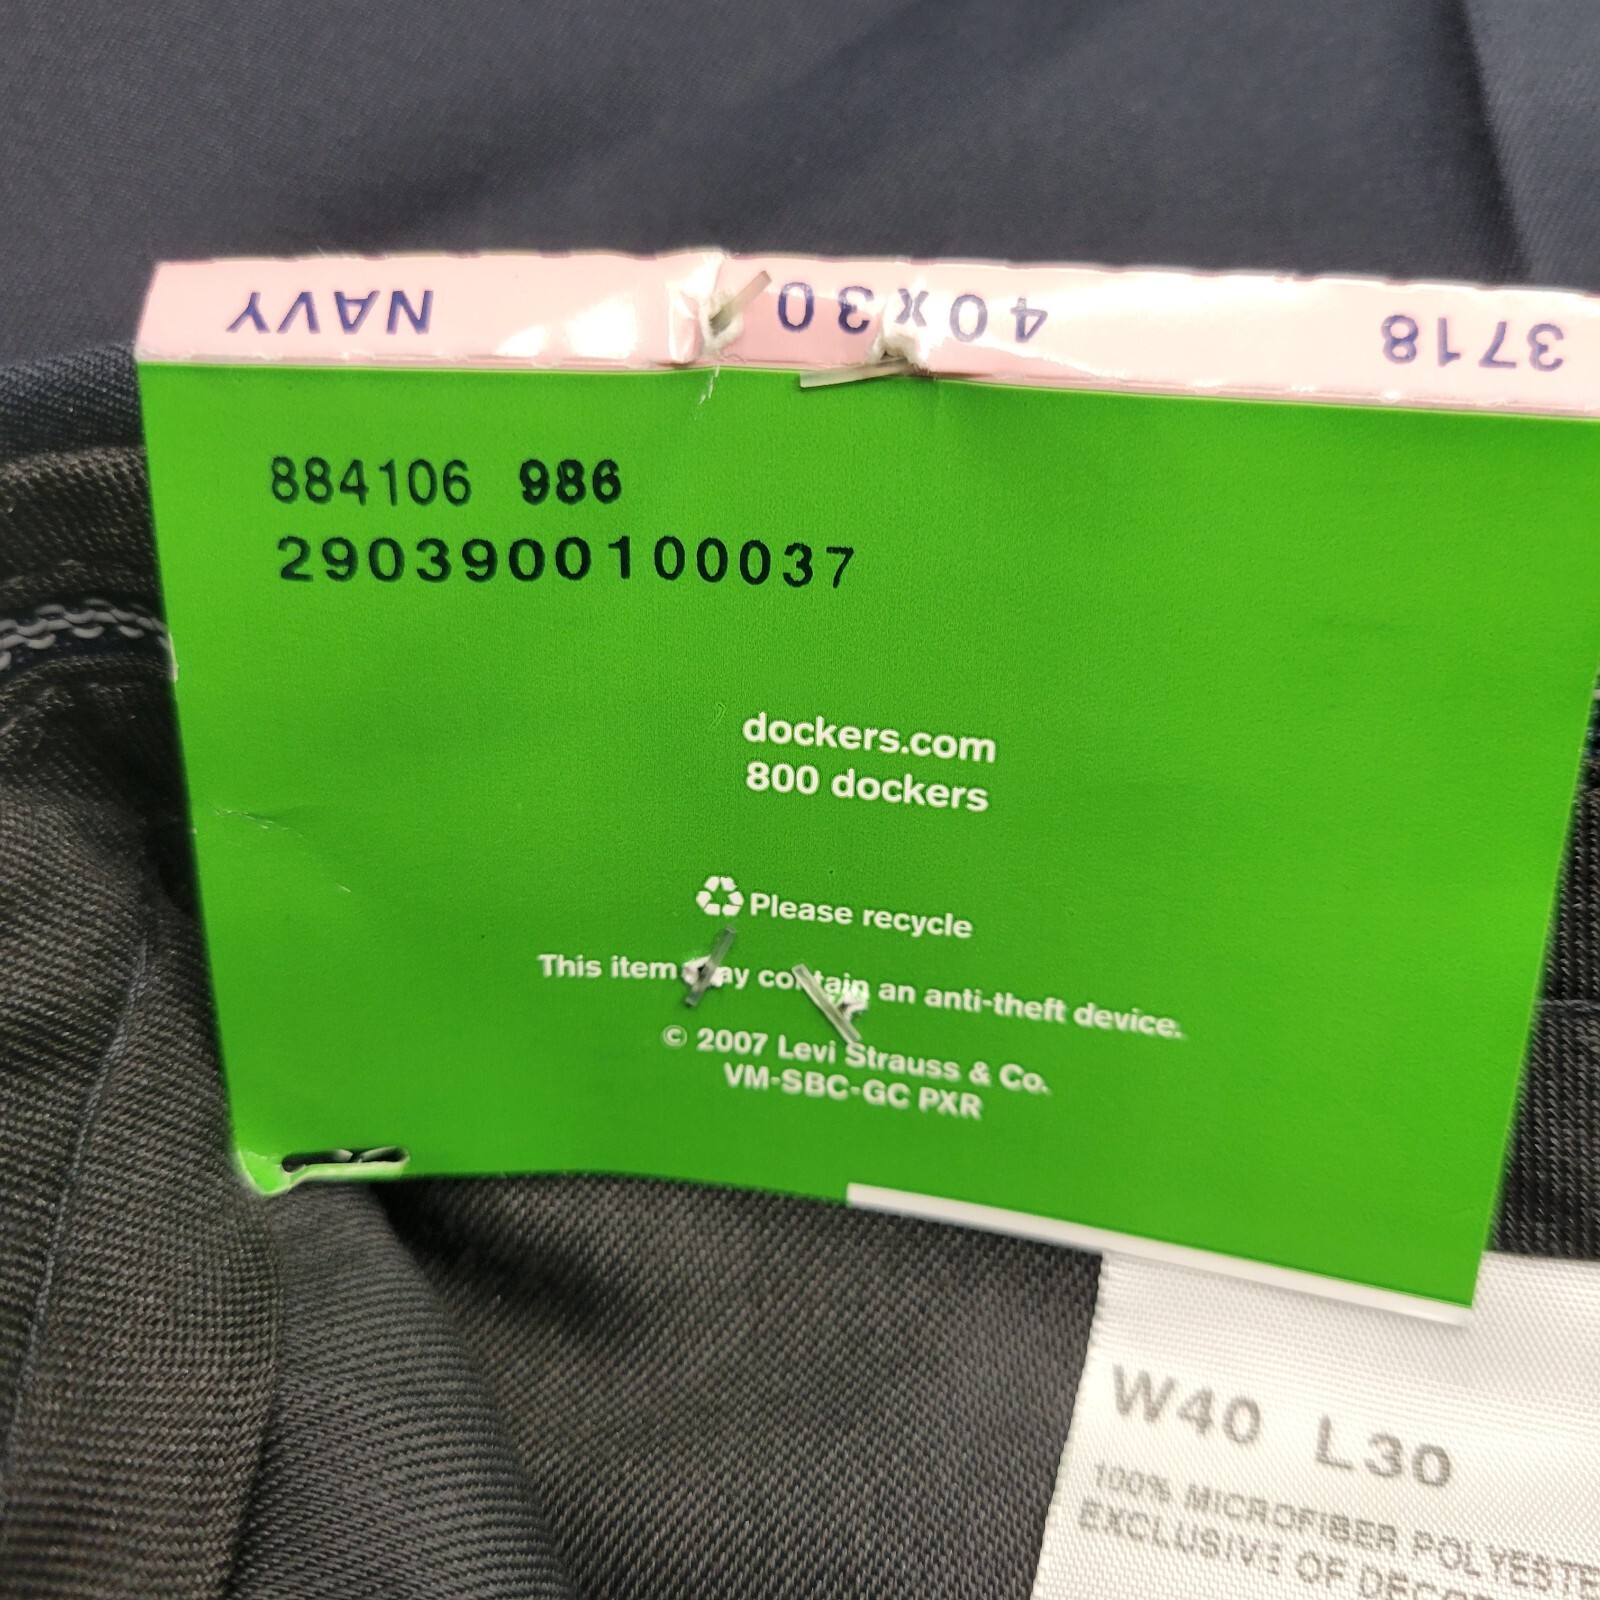 3718 40x30 NAVY
884106 986
2903900100037
dockers.com
800 dockers
Please recycle
This item may contain an anti-theft device.
© 2007 Levi Strauss & Co.
VM-SBC-GC PXR
W40 L30
100% MICROFIBER POLYESTE
EXCLUSIVE OF DECOR